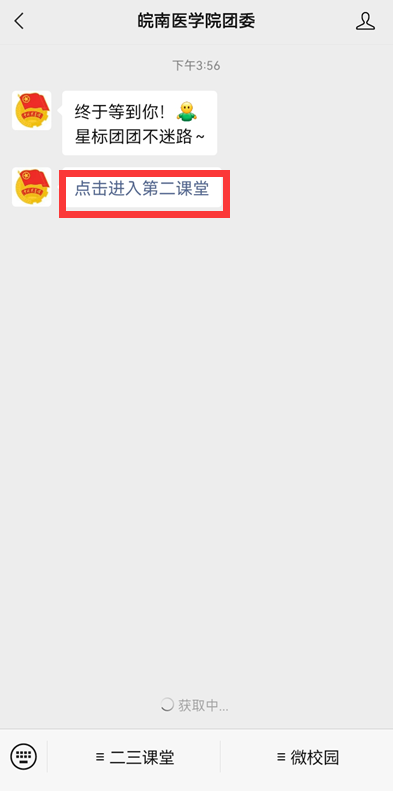 皖南医学院团委
下午3:56
终于等到你！
星标团团不迷路~
点击进入第二课堂
获取中...
≡ 二三课堂
≡ 微校园